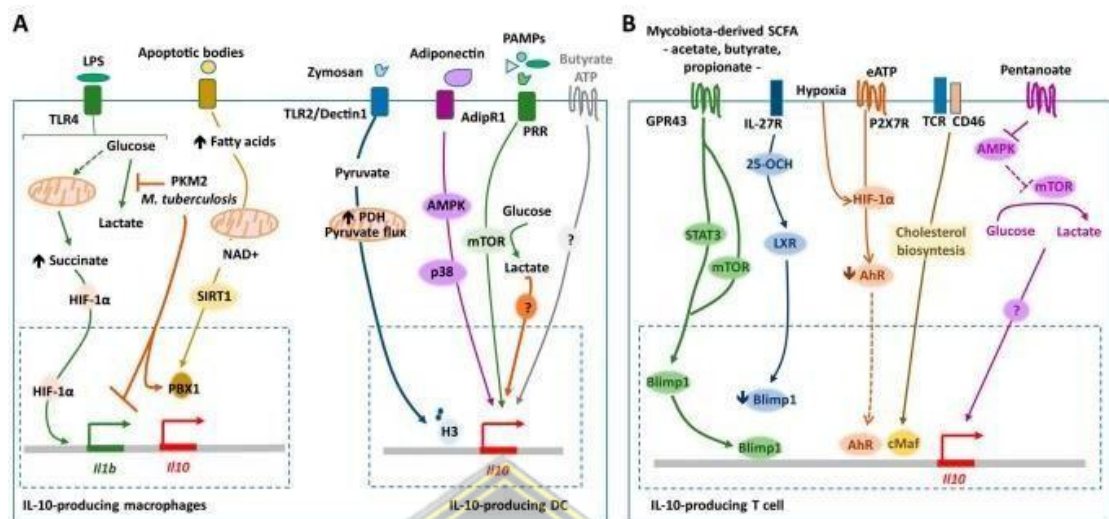 A
LPS
TLR4
Glucose
Lactate
Succinate
HIF-1α
HIF-1α
Il1b
Apoptotic bodies
Fatty acids
PKM2
M. tuberculosis
NAD+
SIRT1
PBX1
Il10
IL-10-producing macrophages
Zymosan
TLR2/Dectin1
Pyruvate
PDH
Pyruvate flux
H3
Adiponectin
AdipR1
AMPK
p38
PAMPs
PRR
mTOR
Glucose
Lactate
?
Butyrate
ATP
?
Il10
IL-10-producing DC
B
Mycobiota-derived SCFA
- acetate, butyrate,
propionate -
GPR43
STAT3
mTOR
Blimp1
Blimp1
IL-27R
25-OCH
LXR
Blimp1
Hypoxia
eATP
P2X7R
HIF-1α
AhR
AhR
TCR CD46
Cholesterol
biosyntesis
cMaf
Pentanoate
AMPK
mTOR
Glucose
Lactate
?
Il10
IL-10-producing T cell